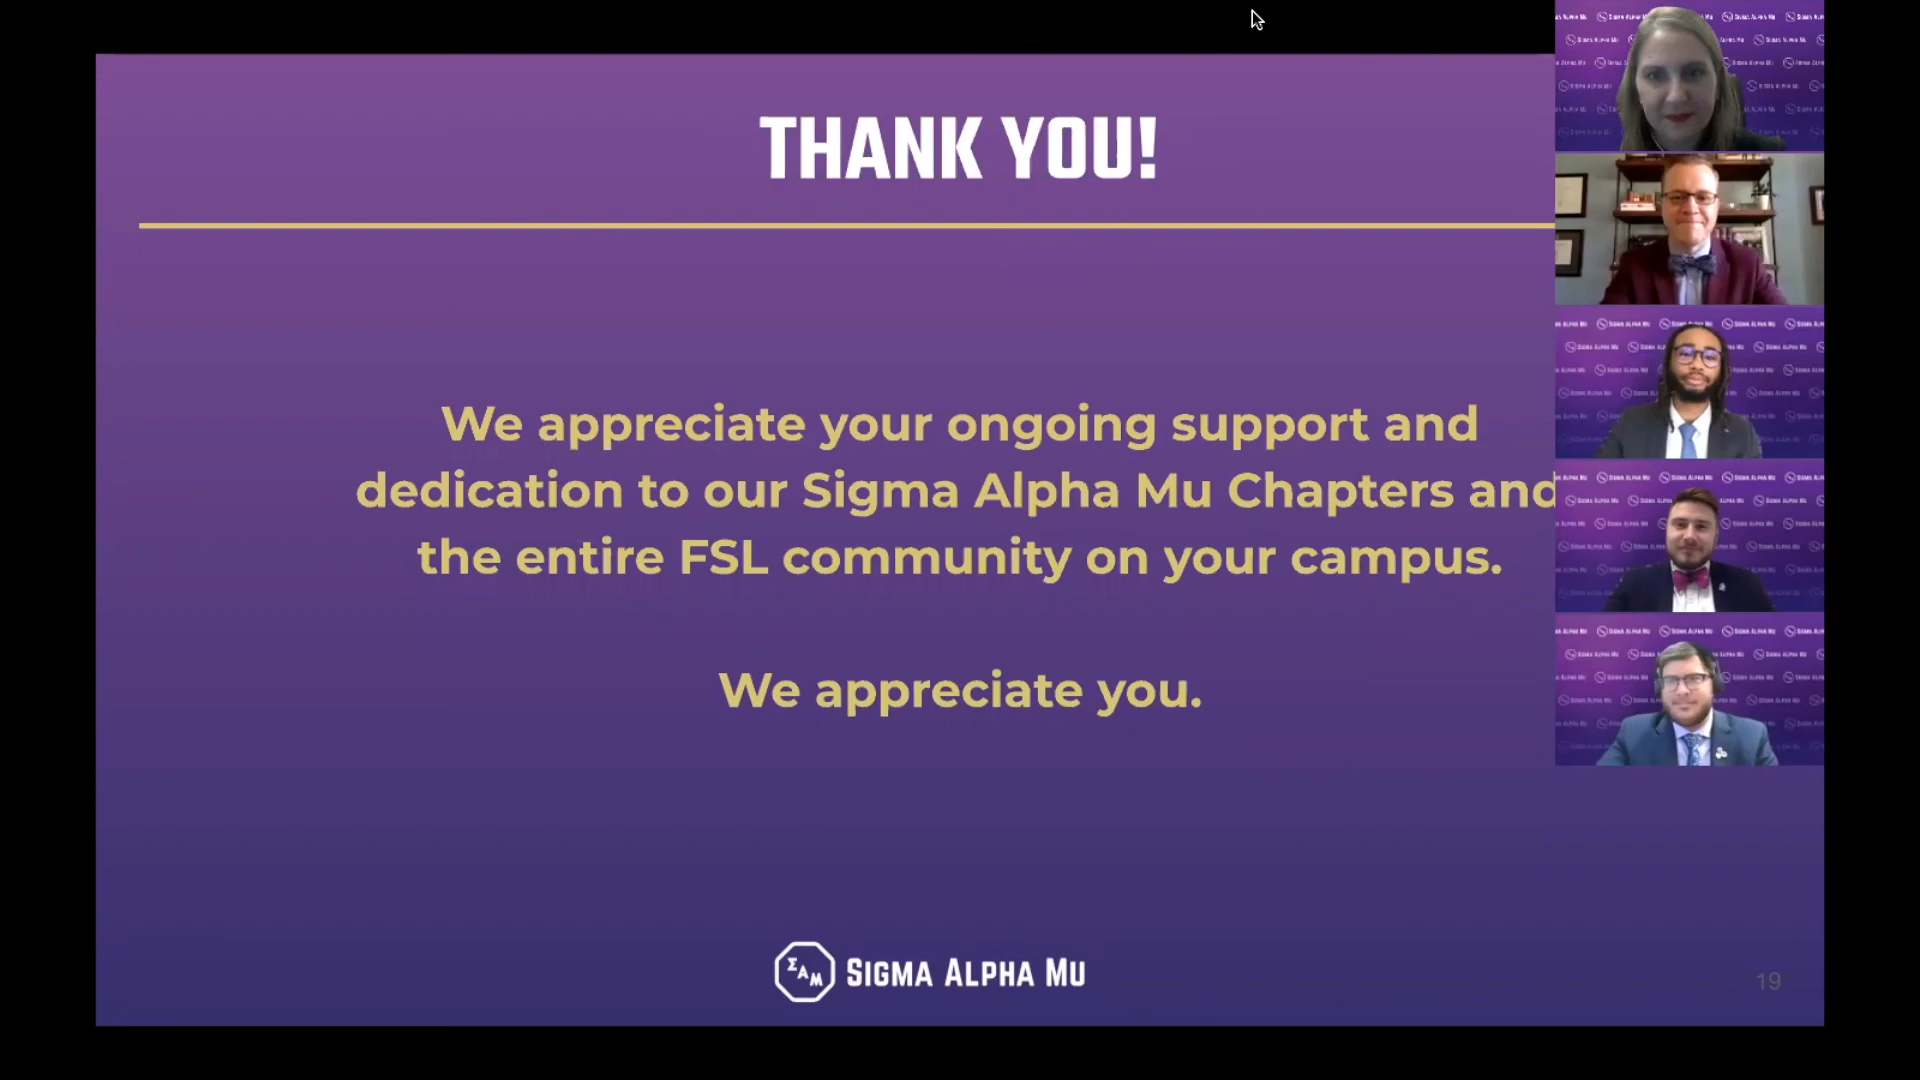 THANK YOU!
We appreciate your ongoing support and
dedication to our Sigma Alpha Mu Chapters and
the entire FSL community on your campus.
We appreciate you.
ΣAM SIGMA ALPHA MU
19